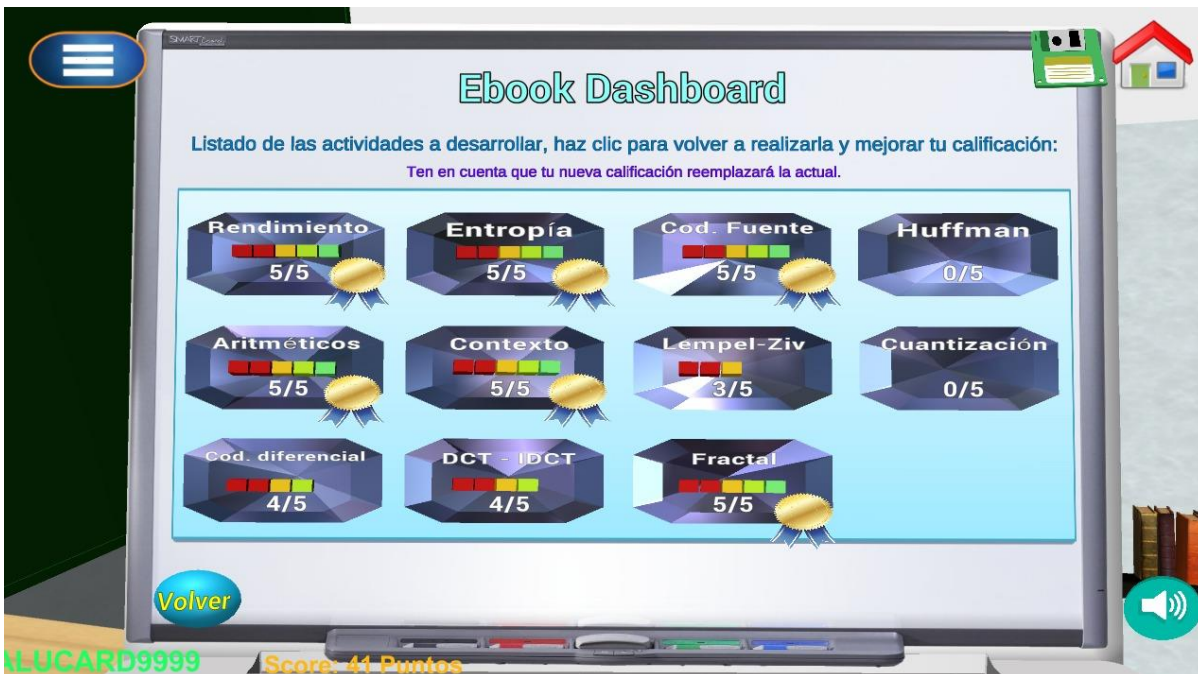 SMART Board
Ebook Dashboard
Listado de las actividades a desarrollar, haz clic para volver a realizarla y mejorar tu calificación:
Ten en cuenta que tu nueva calificación reemplazará la actual.
Rendimiento
5/5
Entropía
5/5
Cod. Fuente
5/5
Huffman
0/5
Aritméticos
5/5
Contexto
5/5
Lempel-Ziv
3/5
Cuantización
0/5
Cod. diferencial
4/5
DCT - IDCT
4/5
Fractal
5/5
Volver
ALUCARD9999
Score: 41 Puntos